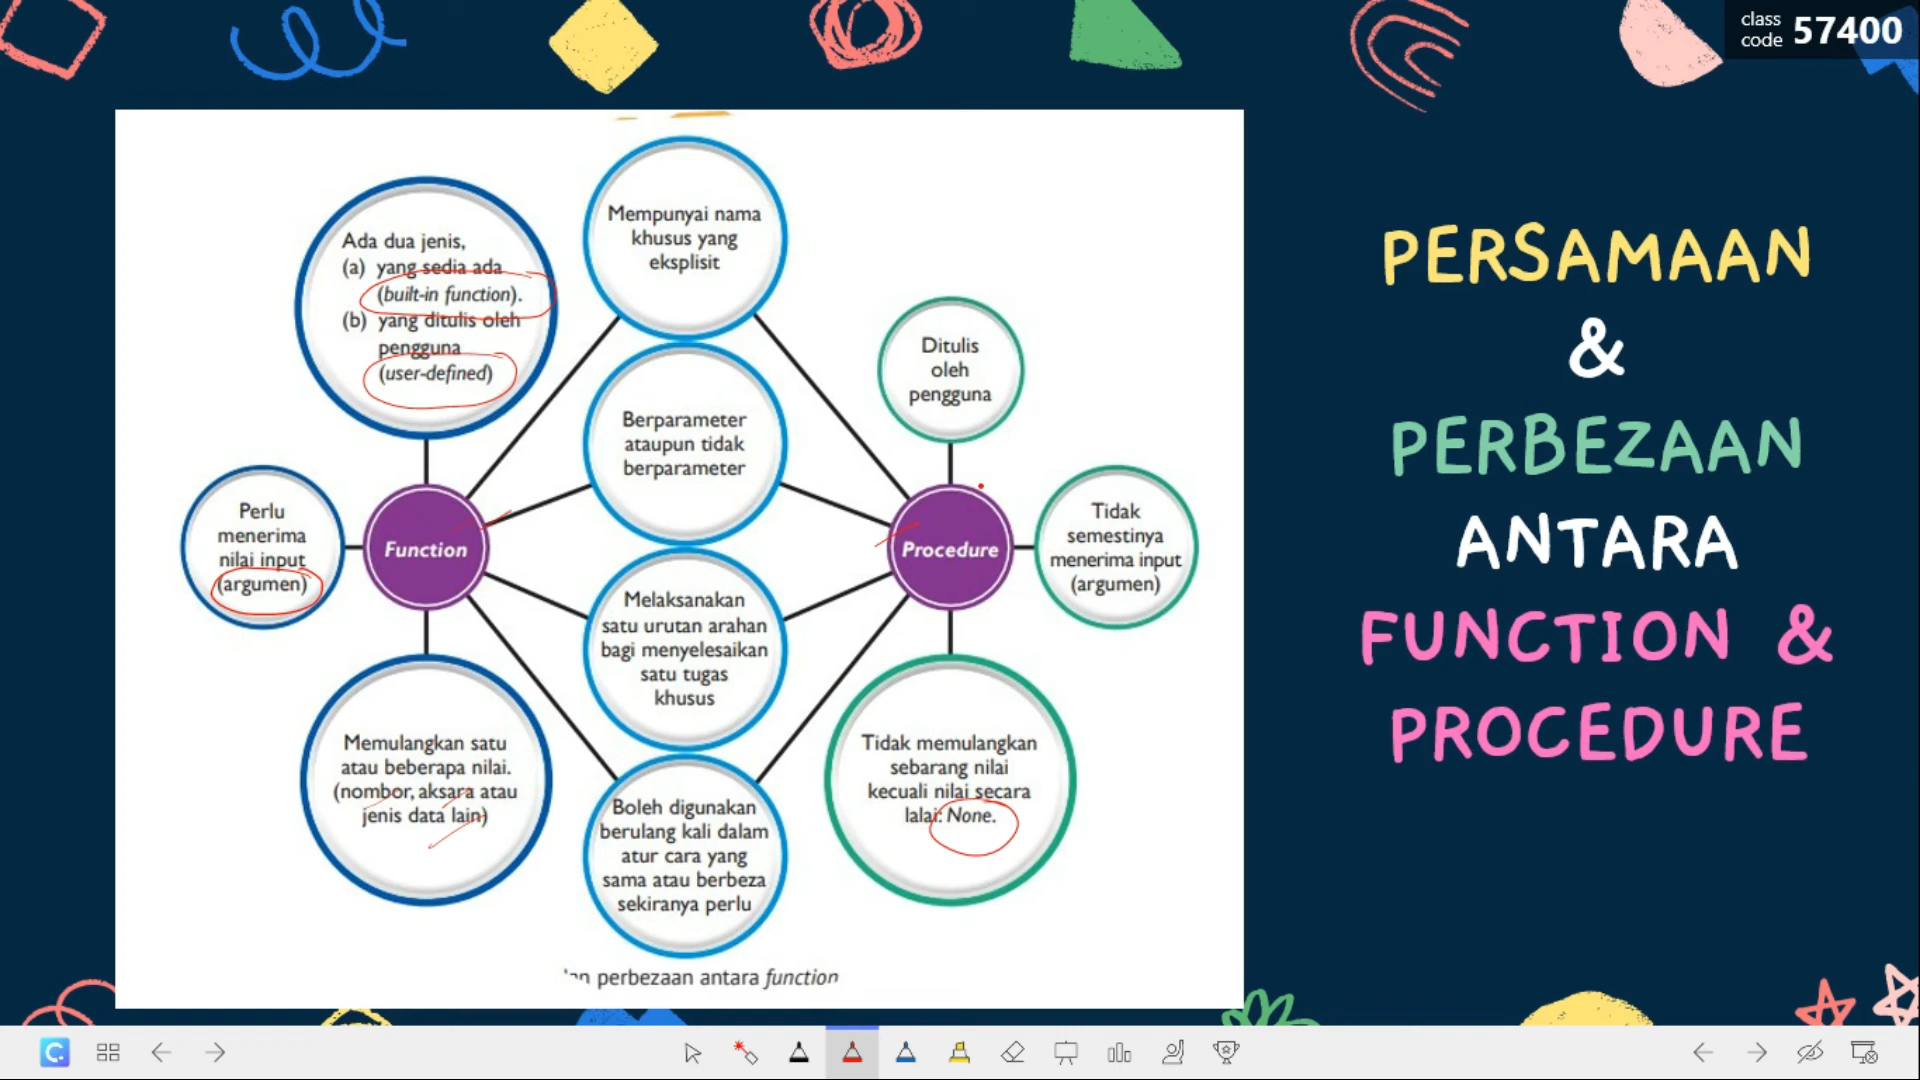 class
code 57400
Mempunyai nama
khusus yang
eksplisit
Ada dua jenis,
(a) yang sedia ada
(built-in function).
(b) yang ditulis oleh
pengguna
(user-defined)
Ditulis
oleh
pengguna
Berparameter
ataupun tidak
berparameter
Perlu
menerima
nilai input
(argumen)
Function
Procedure
Tidak
semestinya
menerima input
(argumen)
Melaksanakan
satu urutan arahan
bagi menyelesaikan
satu tugas
khusus
Memulangkan satu
atau beberapa nilai.
(nombor, aksara atau
jenis data lain)
Tidak memulangkan
sebarang nilai
kecuali nilai secara
lalai: None.
Boleh digunakan
berulang kali dalam
atur cara yang
sama atau berbeza
sekiranya perlu
perbezaan antara function
PERSAMAAN
&
PERBEZAAN
ANTARA
FUNCTION &
PROCEDURE